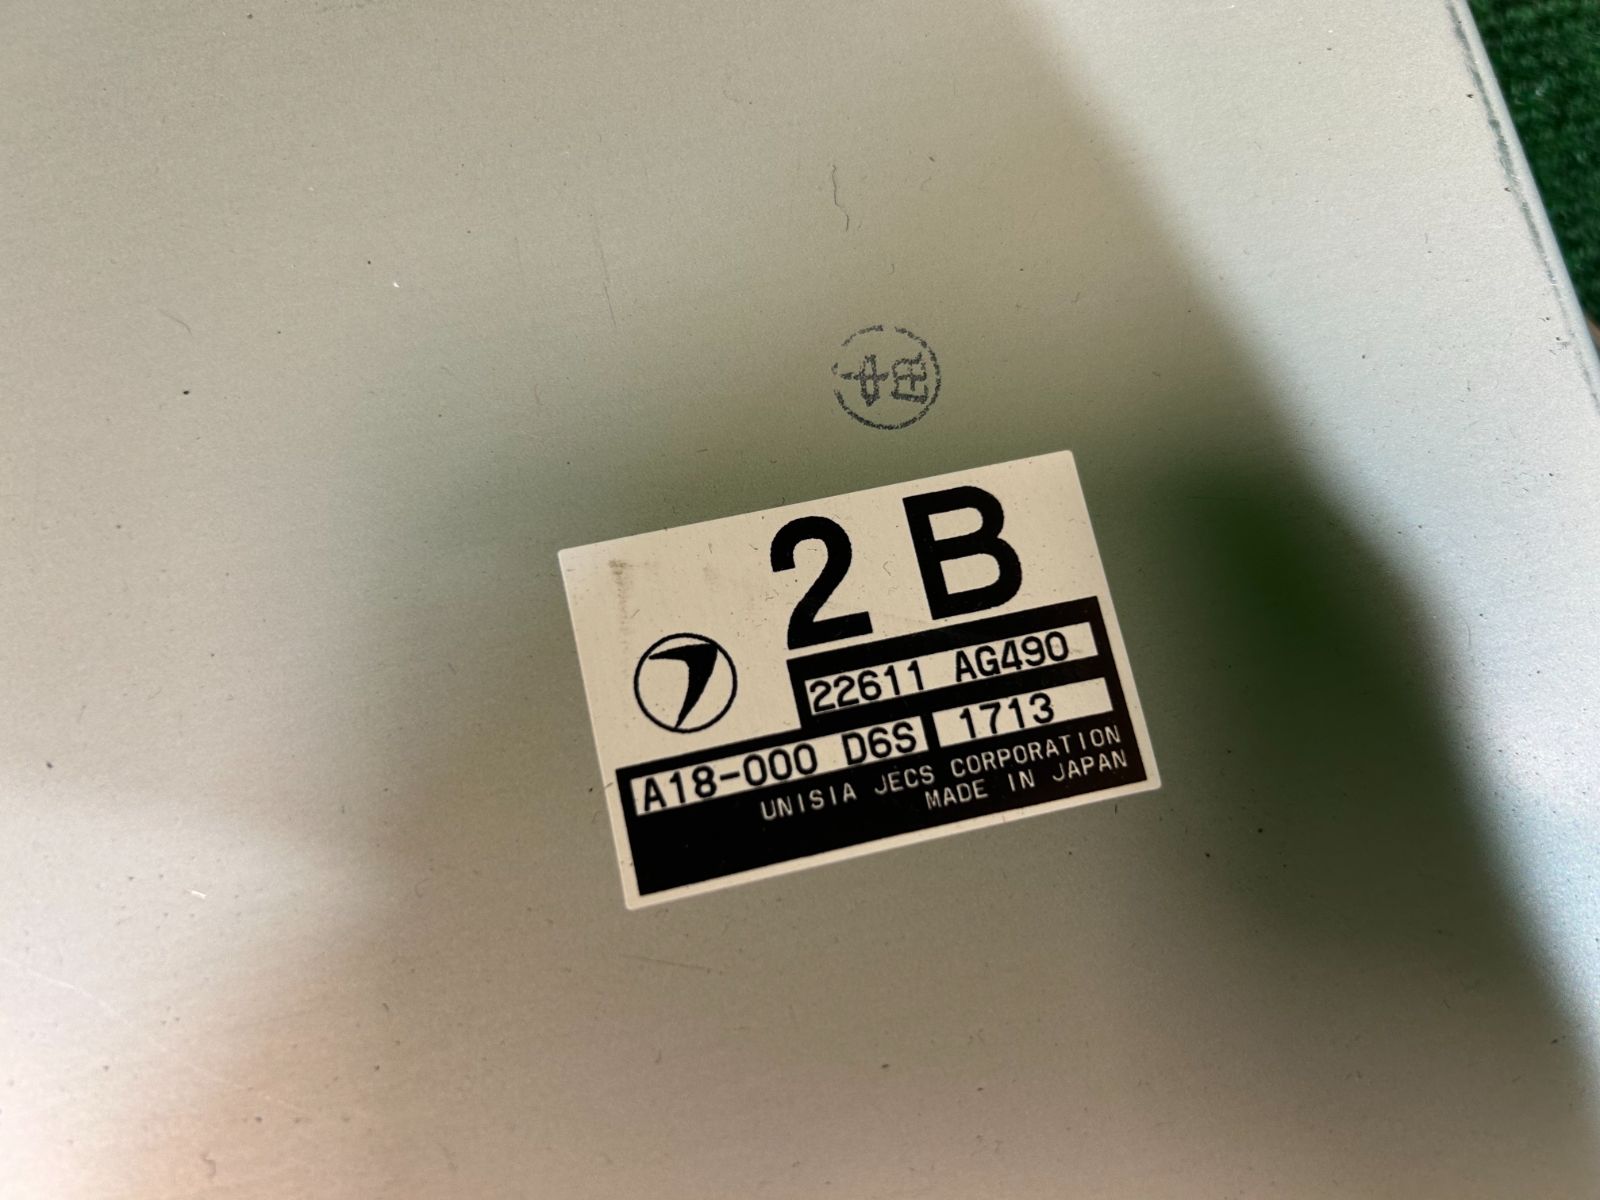 2B
22611 AG490
A18-000 D6S 1713
UNISIA JECS CORPORATION
MADE IN JAPAN